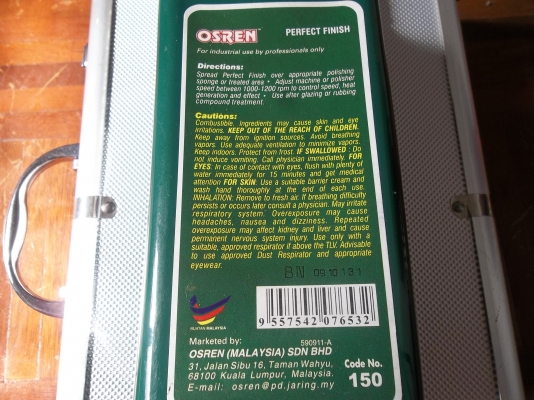 OSREN PERFECT FINISH
For industrial use by professionals only
Directions:
Spread Perfect Finish over appropriate polishing
sponge or treated area • Adjust machine or polisher
speed between 1000-1200 rpm to control speed, heat
generation and effect • Use after glazing or rubbing
compound treatment.
Cautions:
Combustible. Ingredients may cause skin and eye
irritations. KEEP OUT OF THE REACH OF CHILDREN.
Keep away from ignition sources. Avoid breathing
vapors. Use adequate ventilation to minimize vapors.
Keep indoors. Protect from frost. IF SWALLOWED : Do
not induce vomiting. Call physician immediately. FOR
EYES: In case of contact with eyes, flush with plenty of
water immediately for 15 minutes and get medical
attention FOR SKIN: Use a suitable barrier cream and
wash hand thoroughly at the end of each use.
INHALATION: Remove to fresh air. If breathing difficulty
persists or occurs later consult a physician. May irritate
respiratory system. Overexposure may cause
headaches, nausea and dizziness. Repeated
overexposure may affect kidney and liver and cause
permanent nervous system injury. Use only with a
suitable, approved respirator if above the TLV. Advisable
to use approved Dust Respirator and appropriate
eyewear.
BN 0910131
9 557542 076532
BUATAN MALAYSIA
Marketed by: 590911-A
OSREN (MALAYSIA) SDN BHD
31, Jalan Sibu 16, Taman Wahyu,
68100 Kuala Lumpur, Malaysia.
E-mail: osren@pd.jaring.my
Code No.
150